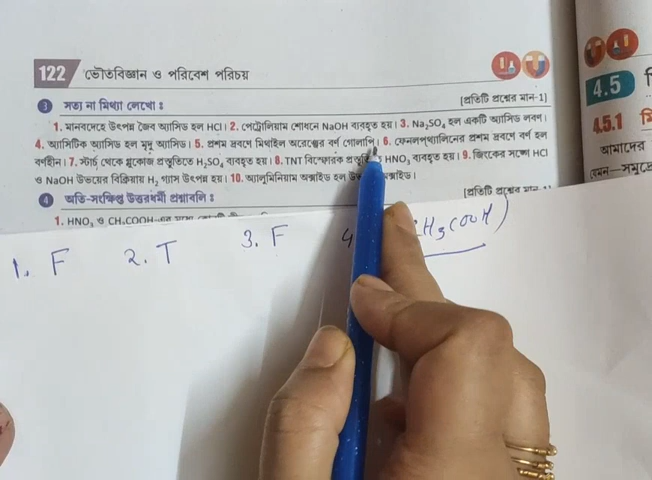 122 ভৌতবিজ্ঞান ও পরিবেশ পরিচয়
3 সত্য না মিথ্যা লেখো : [প্রতিটি প্রশ্নের মান-1]
1. মানবদেহে উৎপন্ন জৈব অ্যাসিড হল HCl। 2. পেট্রোলিয়াম শোধনে NaOH ব্যবহৃত হয়। 3. Na₂SO₄ হল একটি অ্যাসিড লবণ।
4. অ্যাসিটিক অ্যাসিড হল মৃদু অ্যাসিড। 5. প্রশম দ্রবণে মিথাইল অরেঞ্জের বর্ণ গোলাপি। 6. ফেনলপ্‌থ্যালিনের প্রশম দ্রবণে বর্ণ হল
বর্ণহীন। 7. স্টার্চ থেকে গ্লুকোজ প্রস্তুতিতে H₂SO₄ ব্যবহৃত হয়। 8. TNT বিস্ফোরক HNO₃ ব্যবহৃত হয়। 9. জিংকের সঙ্গে HCl
ও NaOH উভয়ের বিক্রিয়ায় H₂ গ্যাস উৎপন্ন হয়। 10. অ্যালুমিনিয়াম অক্সাইড হল
4 অতি-সংক্ষিপ্ত উত্তরধর্মী প্রশ্নাবলি : [প্রতিটি প্রশ্নের মান-1]
1. HNO₃ ও CH₃COOH
1. F 2. T 3. F 4 CH₃COOH)
4.5
4.5.1
আমাদের
যেমন—সমুদ্রে